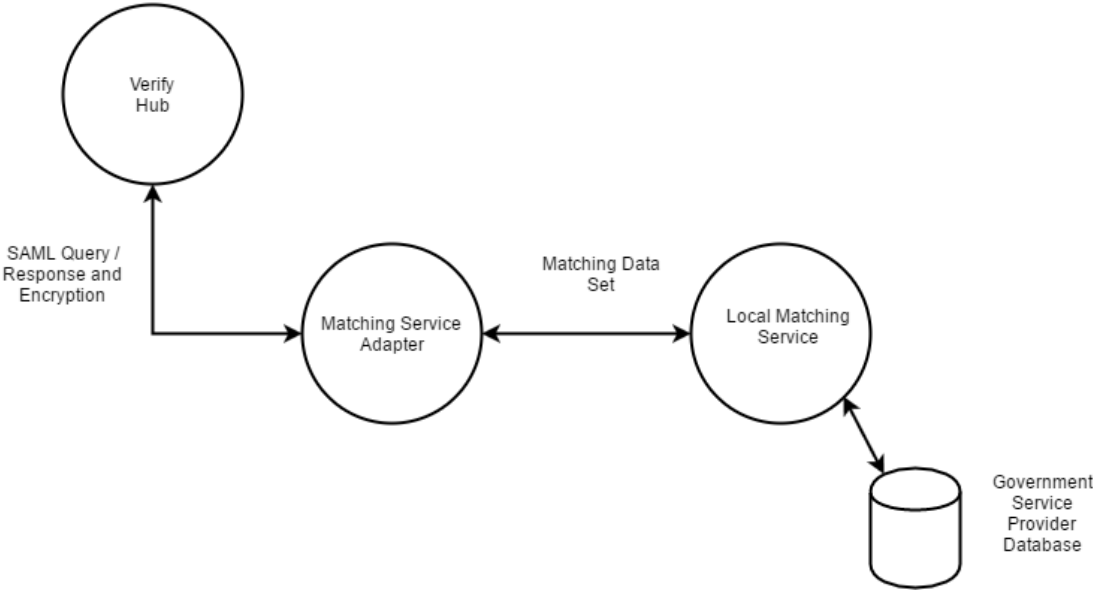 Verify
Hub
SAML Query /
Response and
Encryption
Matching Service
Adapter
Matching Data
Set
Local Matching
Service
Government
Service
Provider
Database